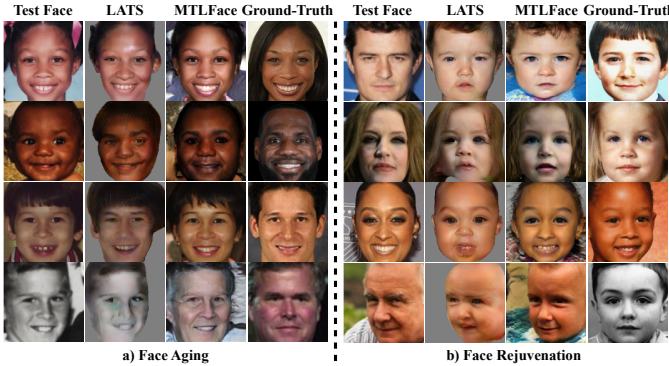 Test Face LATS MTLFace Ground-Truth Test Face LATS MTLFace Ground-Truth
a) Face Aging b) Face Rejuvenation